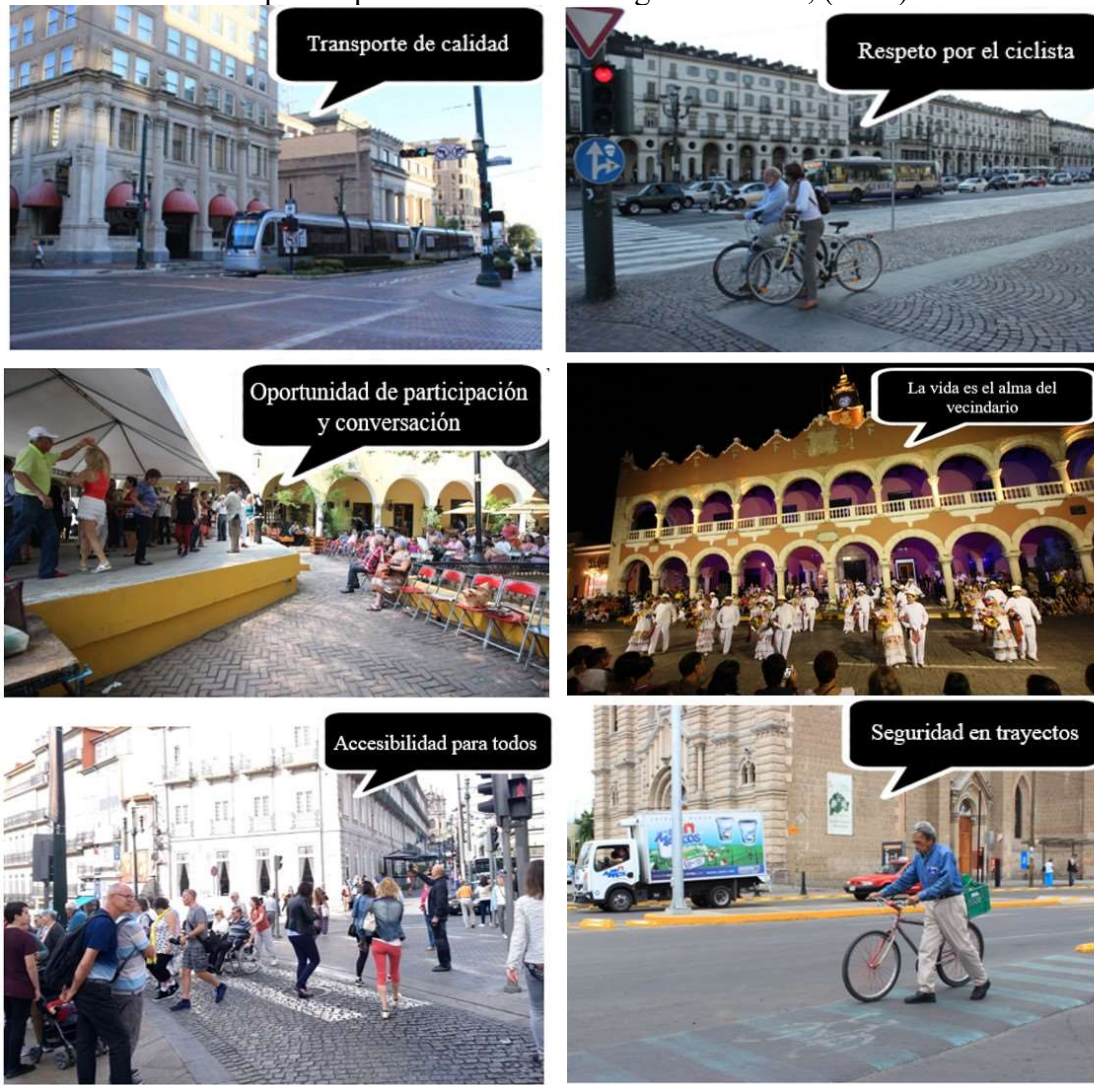 Transporte de calidad
Respeto por el ciclista
Oportunidad de participación
y conversación
La vida es el alma del
vecindario
Accesibilidad para todos
Seguridad en trayectos